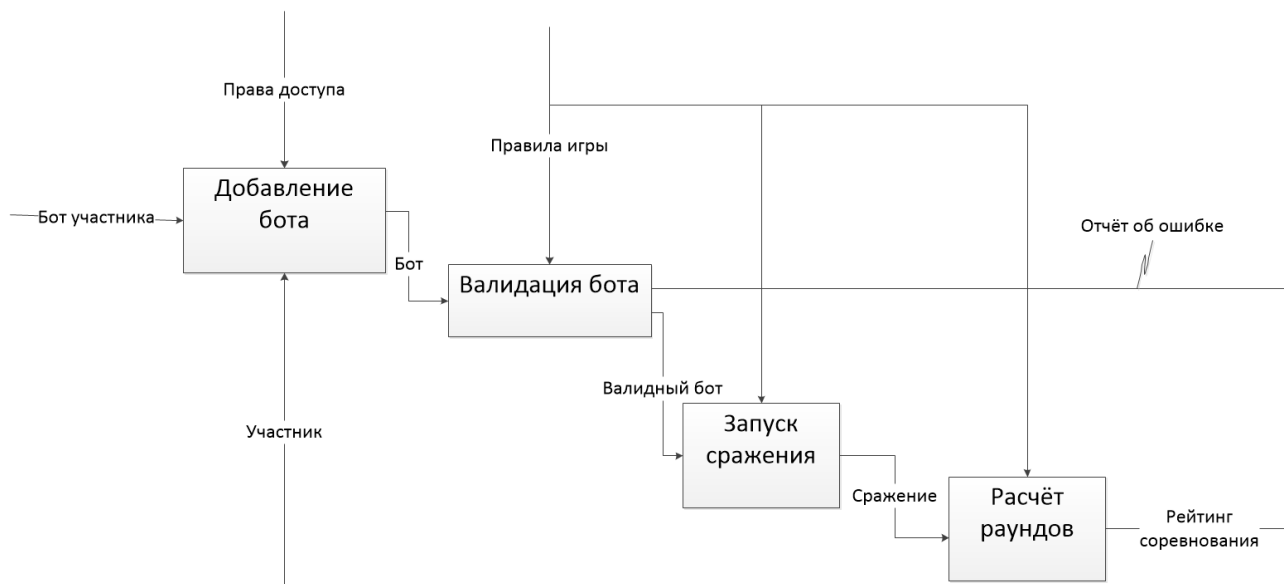 Права доступа
Правила игры
Добавление
бота
Бот участника
Отчёт об ошибке
Бот
Валидация бота
Валидный бот
Участник
Запуск
сражения
Сражение
Расчёт
раундов
Рейтинг
соревнования